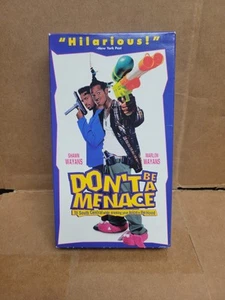 "Hilarious!"
-New York Post
SHAWN
WAYANS
MARLON
WAYANS
DON'T BE
A
MENACE